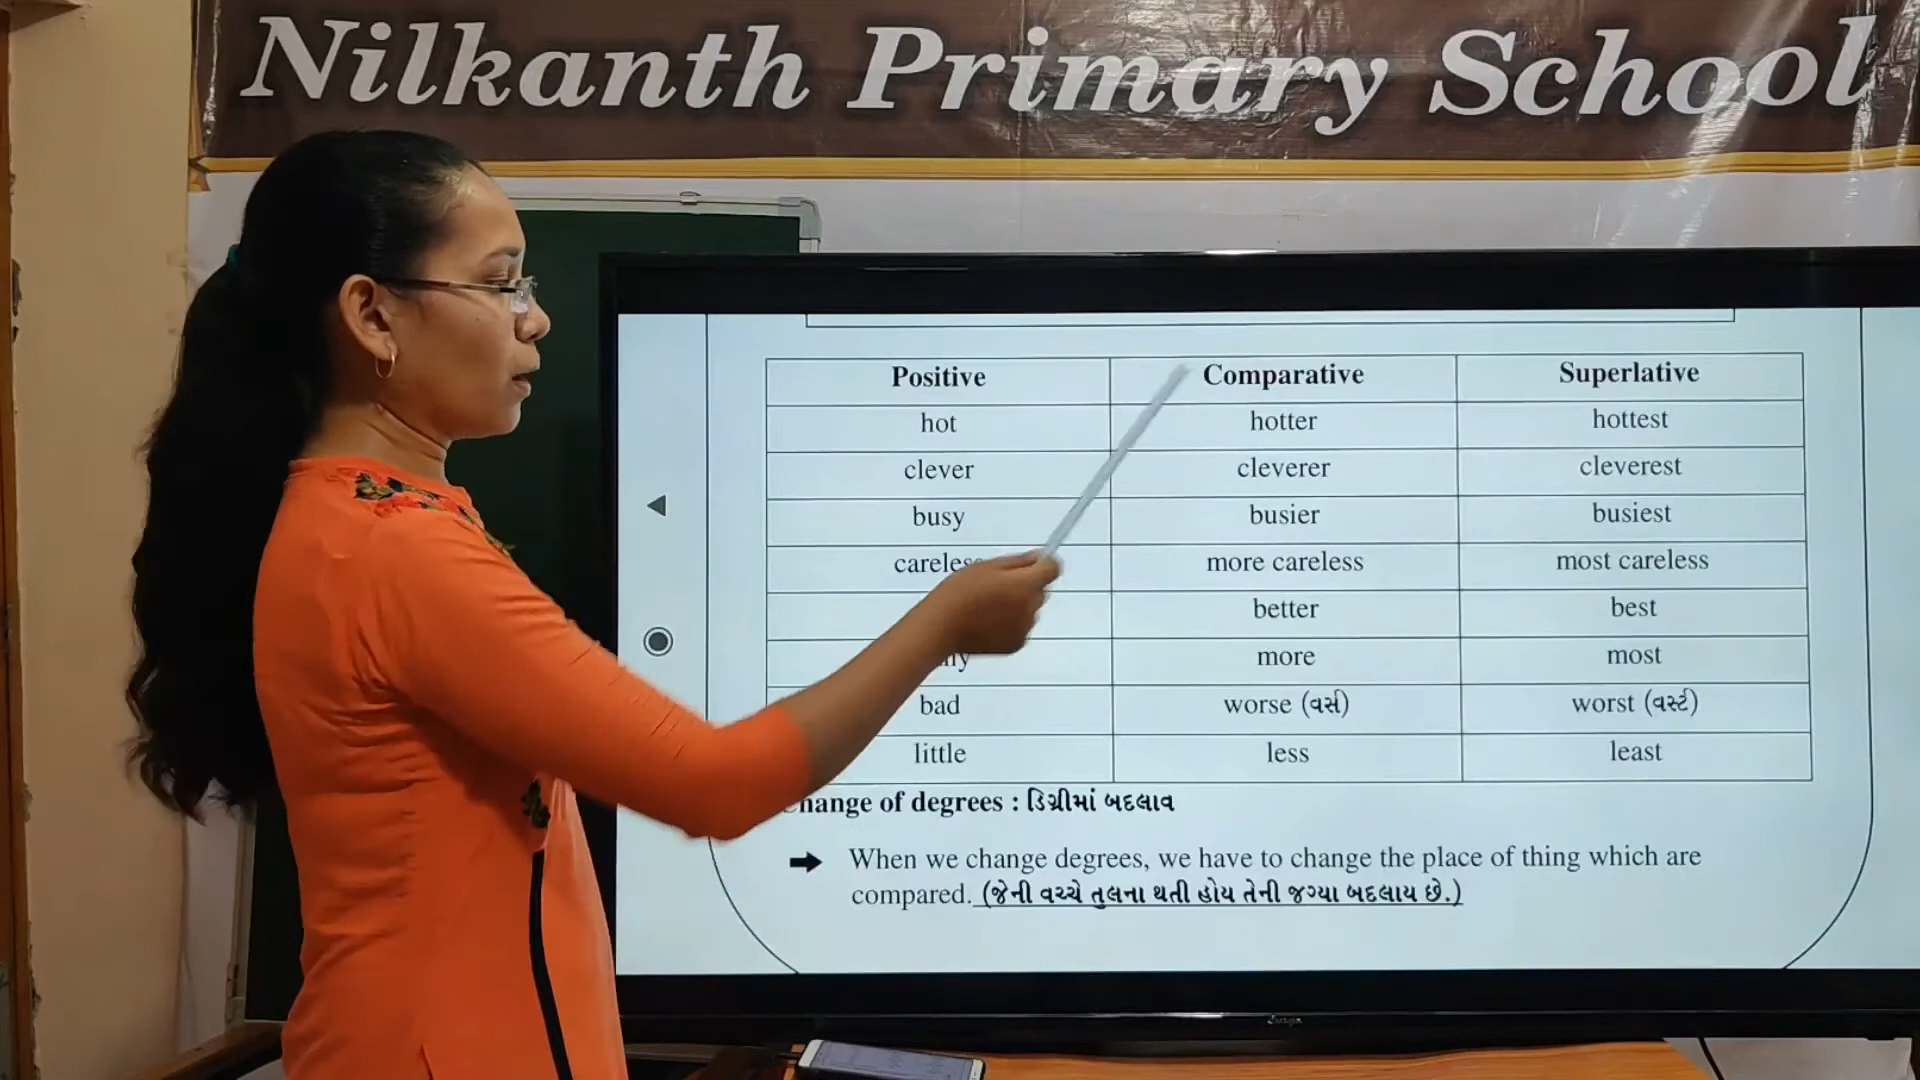 Nilkanth Primary School
Positive Comparative Superlative
hot hotter hottest
clever cleverer cleverest
busy busier busiest
more careless most careless
better best
more most
bad worse (વર્સ) worst (વર્સ્ટ)
little less least
of degrees : ડિગ્રીમાં બદલાવ
When we change degrees, we have to change the place of thing which are
compared. (જેની વચ્ચે તુલના થતી હોય તેની જગ્યા બદલાય છે.)